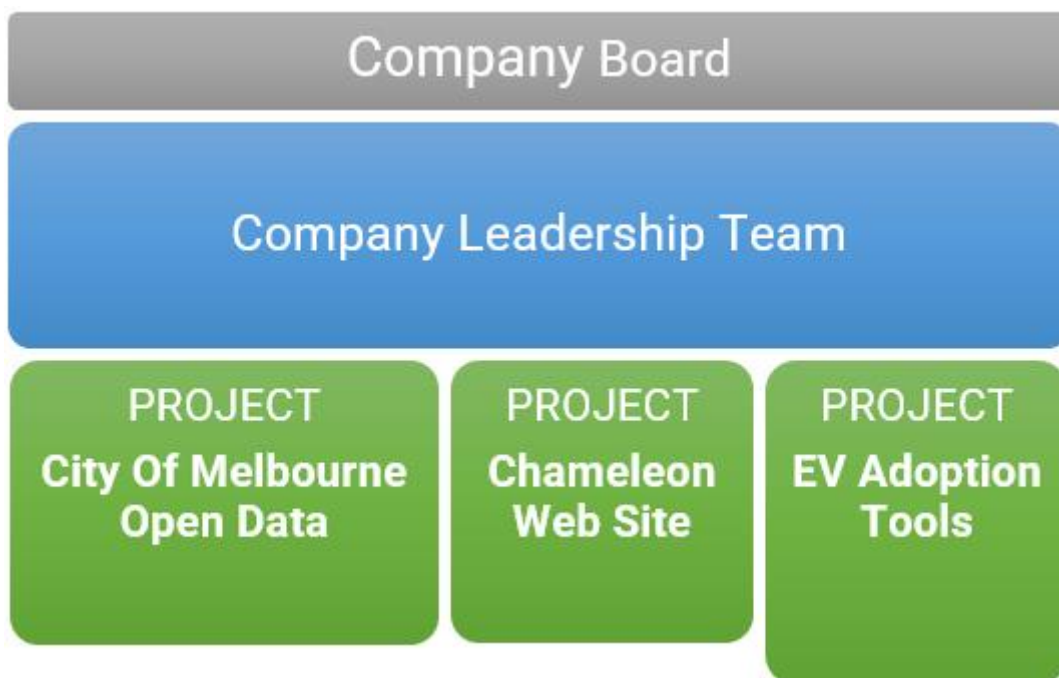 Company Board
Company Leadership Team
PROJECT
City Of Melbourne
Open Data
PROJECT
Chameleon
Web Site
PROJECT
EV Adoption
Tools